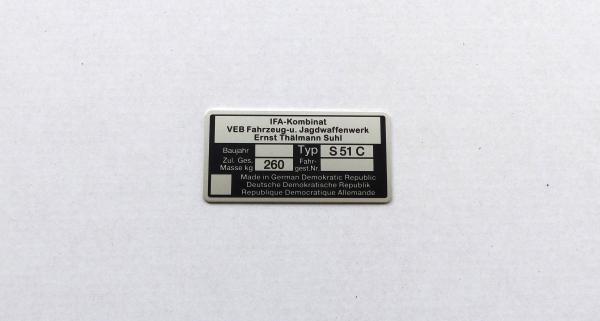 IFA-Kombinat
VEB Fahrzeug-u. Jagdwaffenwerk
Ernst Thälmann Suhl
Baujahr Typ S 51 C
Zul. Ges. Masse kg 260 Fahr-gest.Nr.
Made in German Demokratic Republic
Deutsche Demokratische Republik
Republique Democratique Allemande